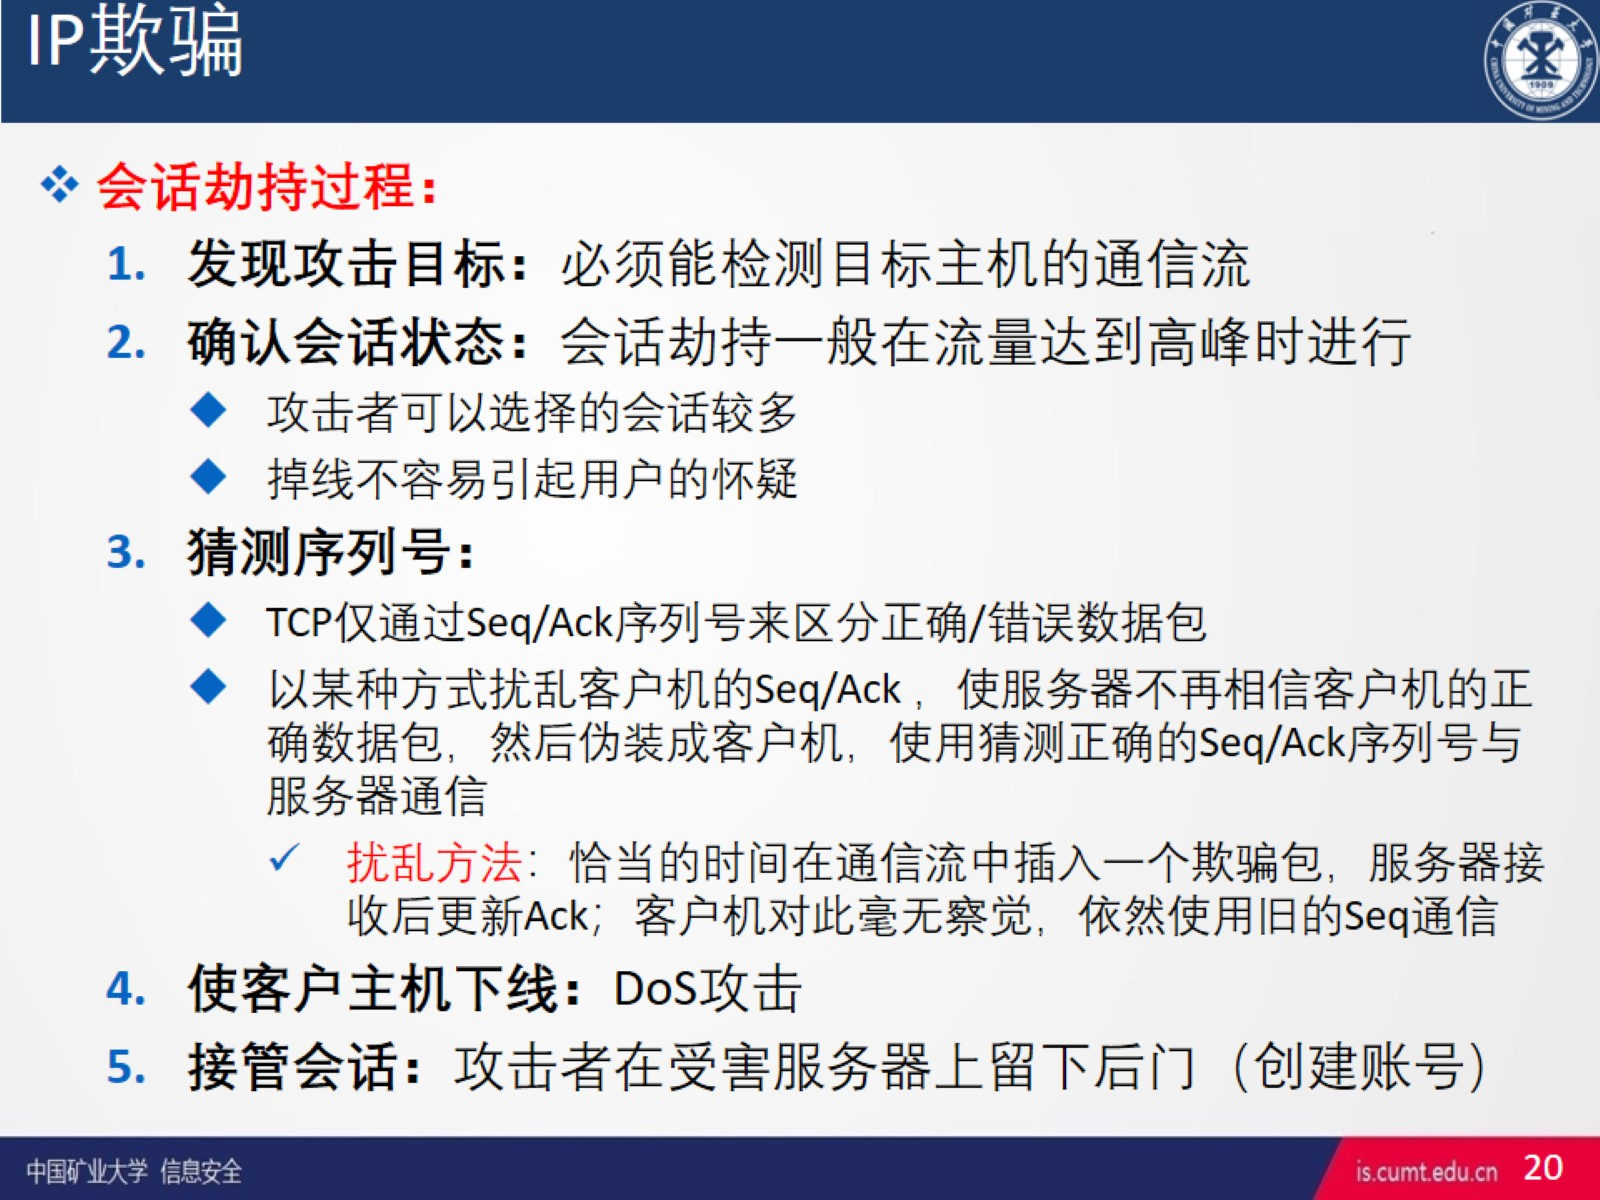 IP欺骗
中国矿业大学
CHINA UNIVERSITY OF MINING AND TECHNOLOGY
1909
会话劫持过程：
1. 发现攻击目标：必须能检测目标主机的通信流
2. 确认会话状态：会话劫持一般在流量达到高峰时进行
攻击者可以选择的会话较多
掉线不容易引起用户的怀疑
3. 猜测序列号：
TCP仅通过Seq/Ack序列号来区分正确/错误数据包
以某种方式扰乱客户机的Seq/Ack，使服务器不再相信客户机的正
确数据包，然后伪装成客户机，使用猜测正确的Seq/Ack序列号与
服务器通信
✓ 扰乱方法：恰当的时间在通信流中插入一个欺骗包，服务器接
收后更新Ack；客户机对此毫无察觉，依然使用旧的Seq通信
4. 使客户主机下线：DoS攻击
5. 接管会话：攻击者在受害服务器上留下后门（创建账号）
中国矿业大学 信息安全
is.cumt.edu.cn 20